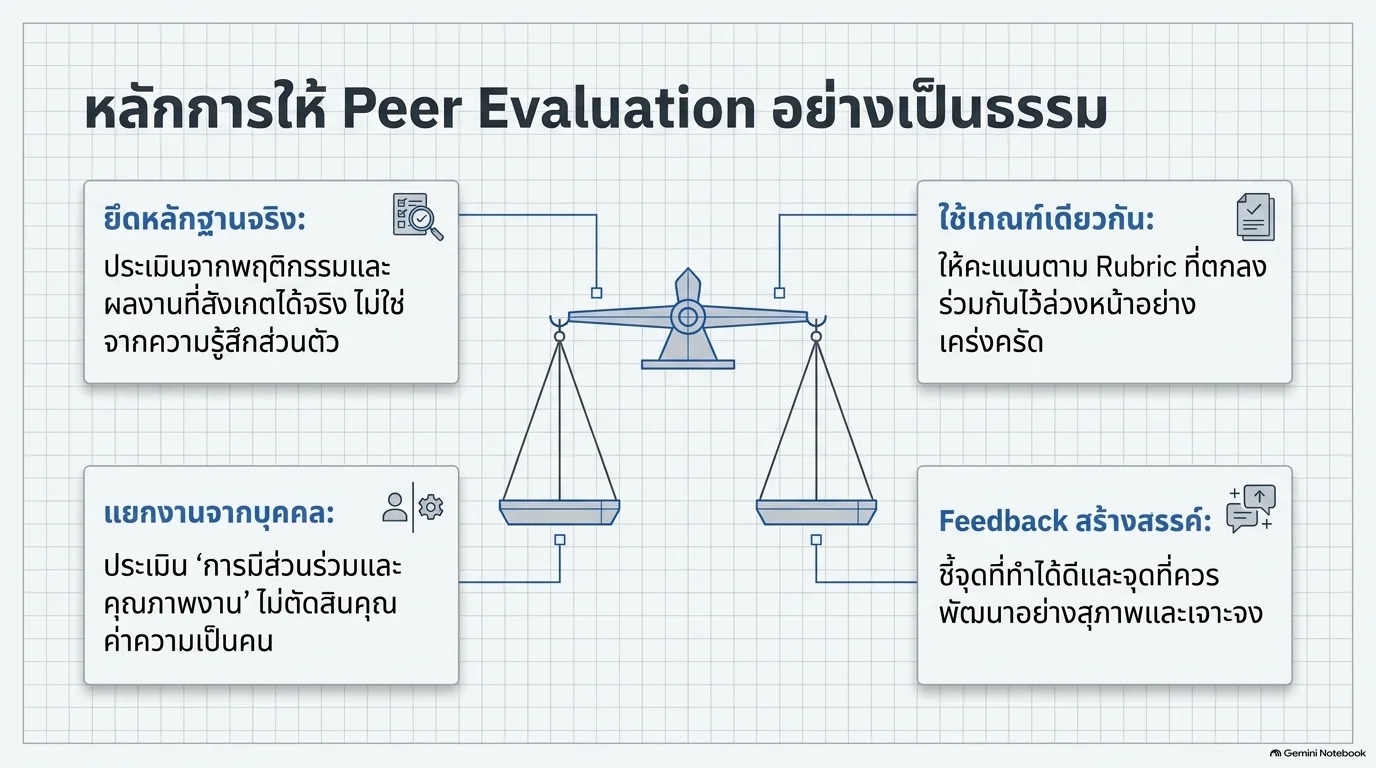 หลักการให้ Peer Evaluation อย่างเป็นธรรม
ยึดหลักฐานจริง:
ประเมินจากพฤติกรรมและ
ผลงานที่สังเกตได้จริง ไม่ใช่
จากความรู้สึกส่วนตัว
ใช้เกณฑ์เดียวกัน:
ให้คะแนนตาม Rubric ที่ตกลง
ร่วมกันไว้ล่วงหน้าอย่าง
เคร่งครัด
แยกงานจากบุคคล:
ประเมิน ‘การมีส่วนร่วมและ
คุณภาพงาน’ ไม่ตัดสินคุณ
ค่าความเป็นคน
Feedback สร้างสรรค์:
ชี้จุดที่ทำได้ดีและจุดที่ควร
พัฒนาอย่างสุภาพและเจาะจง
Gemini Notebook